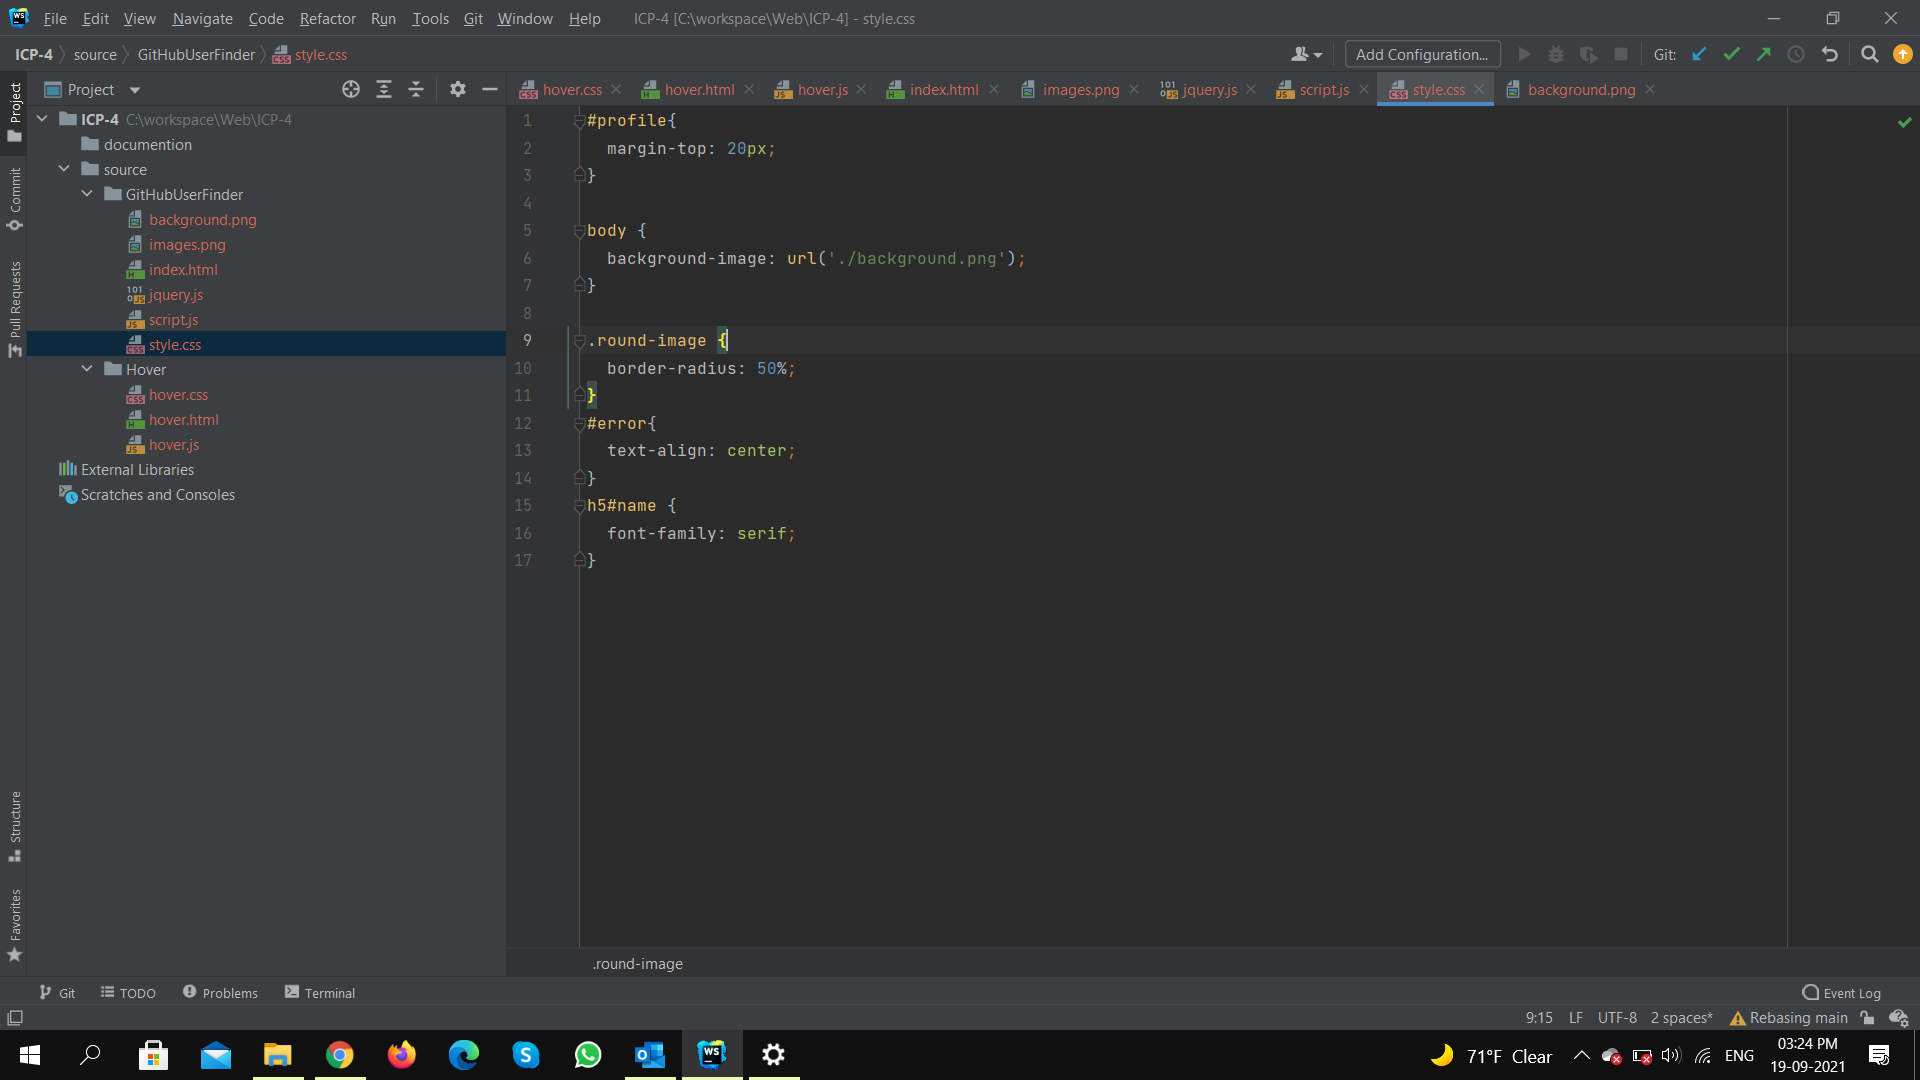 WS File Edit View Navigate Code Refactor Run Tools Git Window Help ICP-4 [C:\workspace\Web\ICP-4] - style.css
ICP-4 source GitHubUserFinder style.css Add Configuration... Git:
Project
hover.css hover.html hover.js index.html images.png jquery.js script.js style.css background.png
ICP-4 C:\workspace\Web\ICP-4
documention
source
GitHubUserFinder
background.png
images.png
index.html
jquery.js
script.js
style.css
Hover
hover.css
hover.html
hover.js
External Libraries
Scratches and Consoles
Project
Commit
Pull Requests
Structure
Favorites
1 #profile{
2 margin-top: 20px;
3 }
4
5 body {
6 background-image: url('./background.png');
7 }
8
9 .round-image {
10 border-radius: 50%;
11 }
12 #error{
13 text-align: center;
14 }
15 h5#name {
16 font-family: serif;
17 }
.round-image
Git TODO Problems Terminal Event Log
9:15 LF UTF-8 2 spaces* Rebasing main
WS 71°F Clear ENG 03:24 PM
19-09-2021